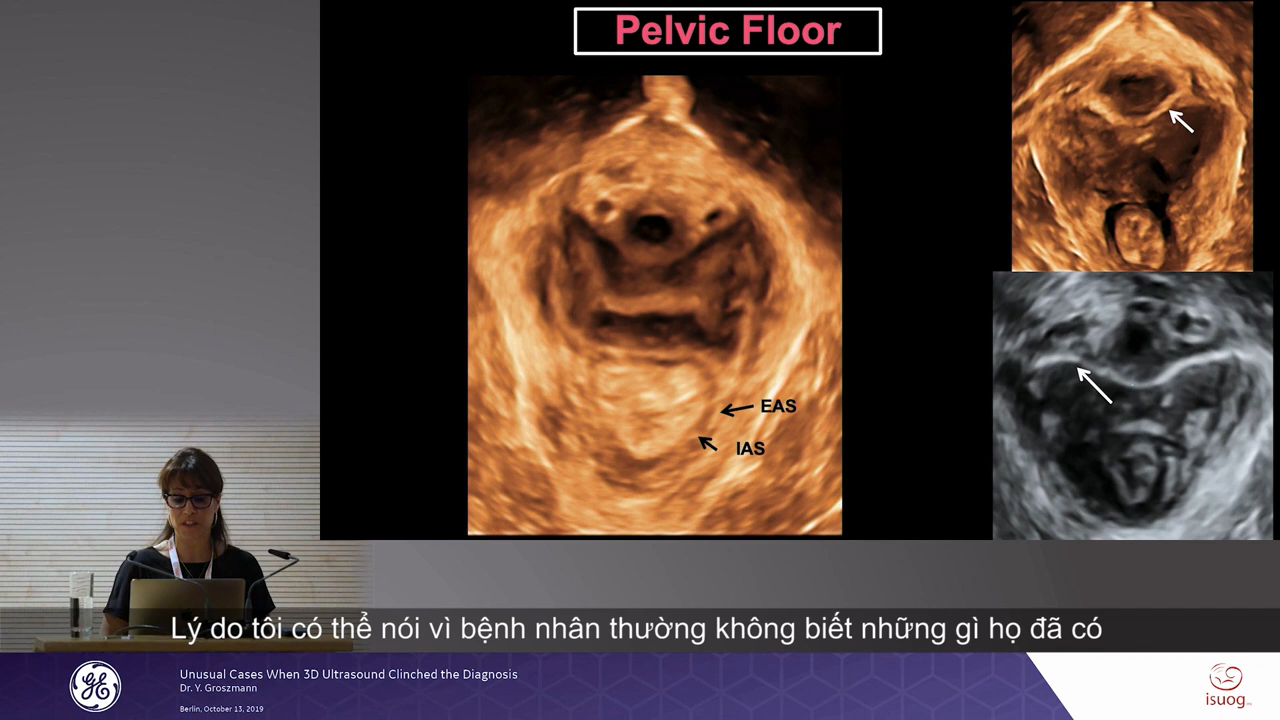 Pelvic Floor
EAS
IAS
Lý do tôi có thể nói vì bệnh nhân thường không biết những gì họ đã có
Unusual Cases When 3D Ultrasound Clinched the Diagnosis
Dr. Y. Groszmann
Berlin, October 13, 2019
GE
isuog